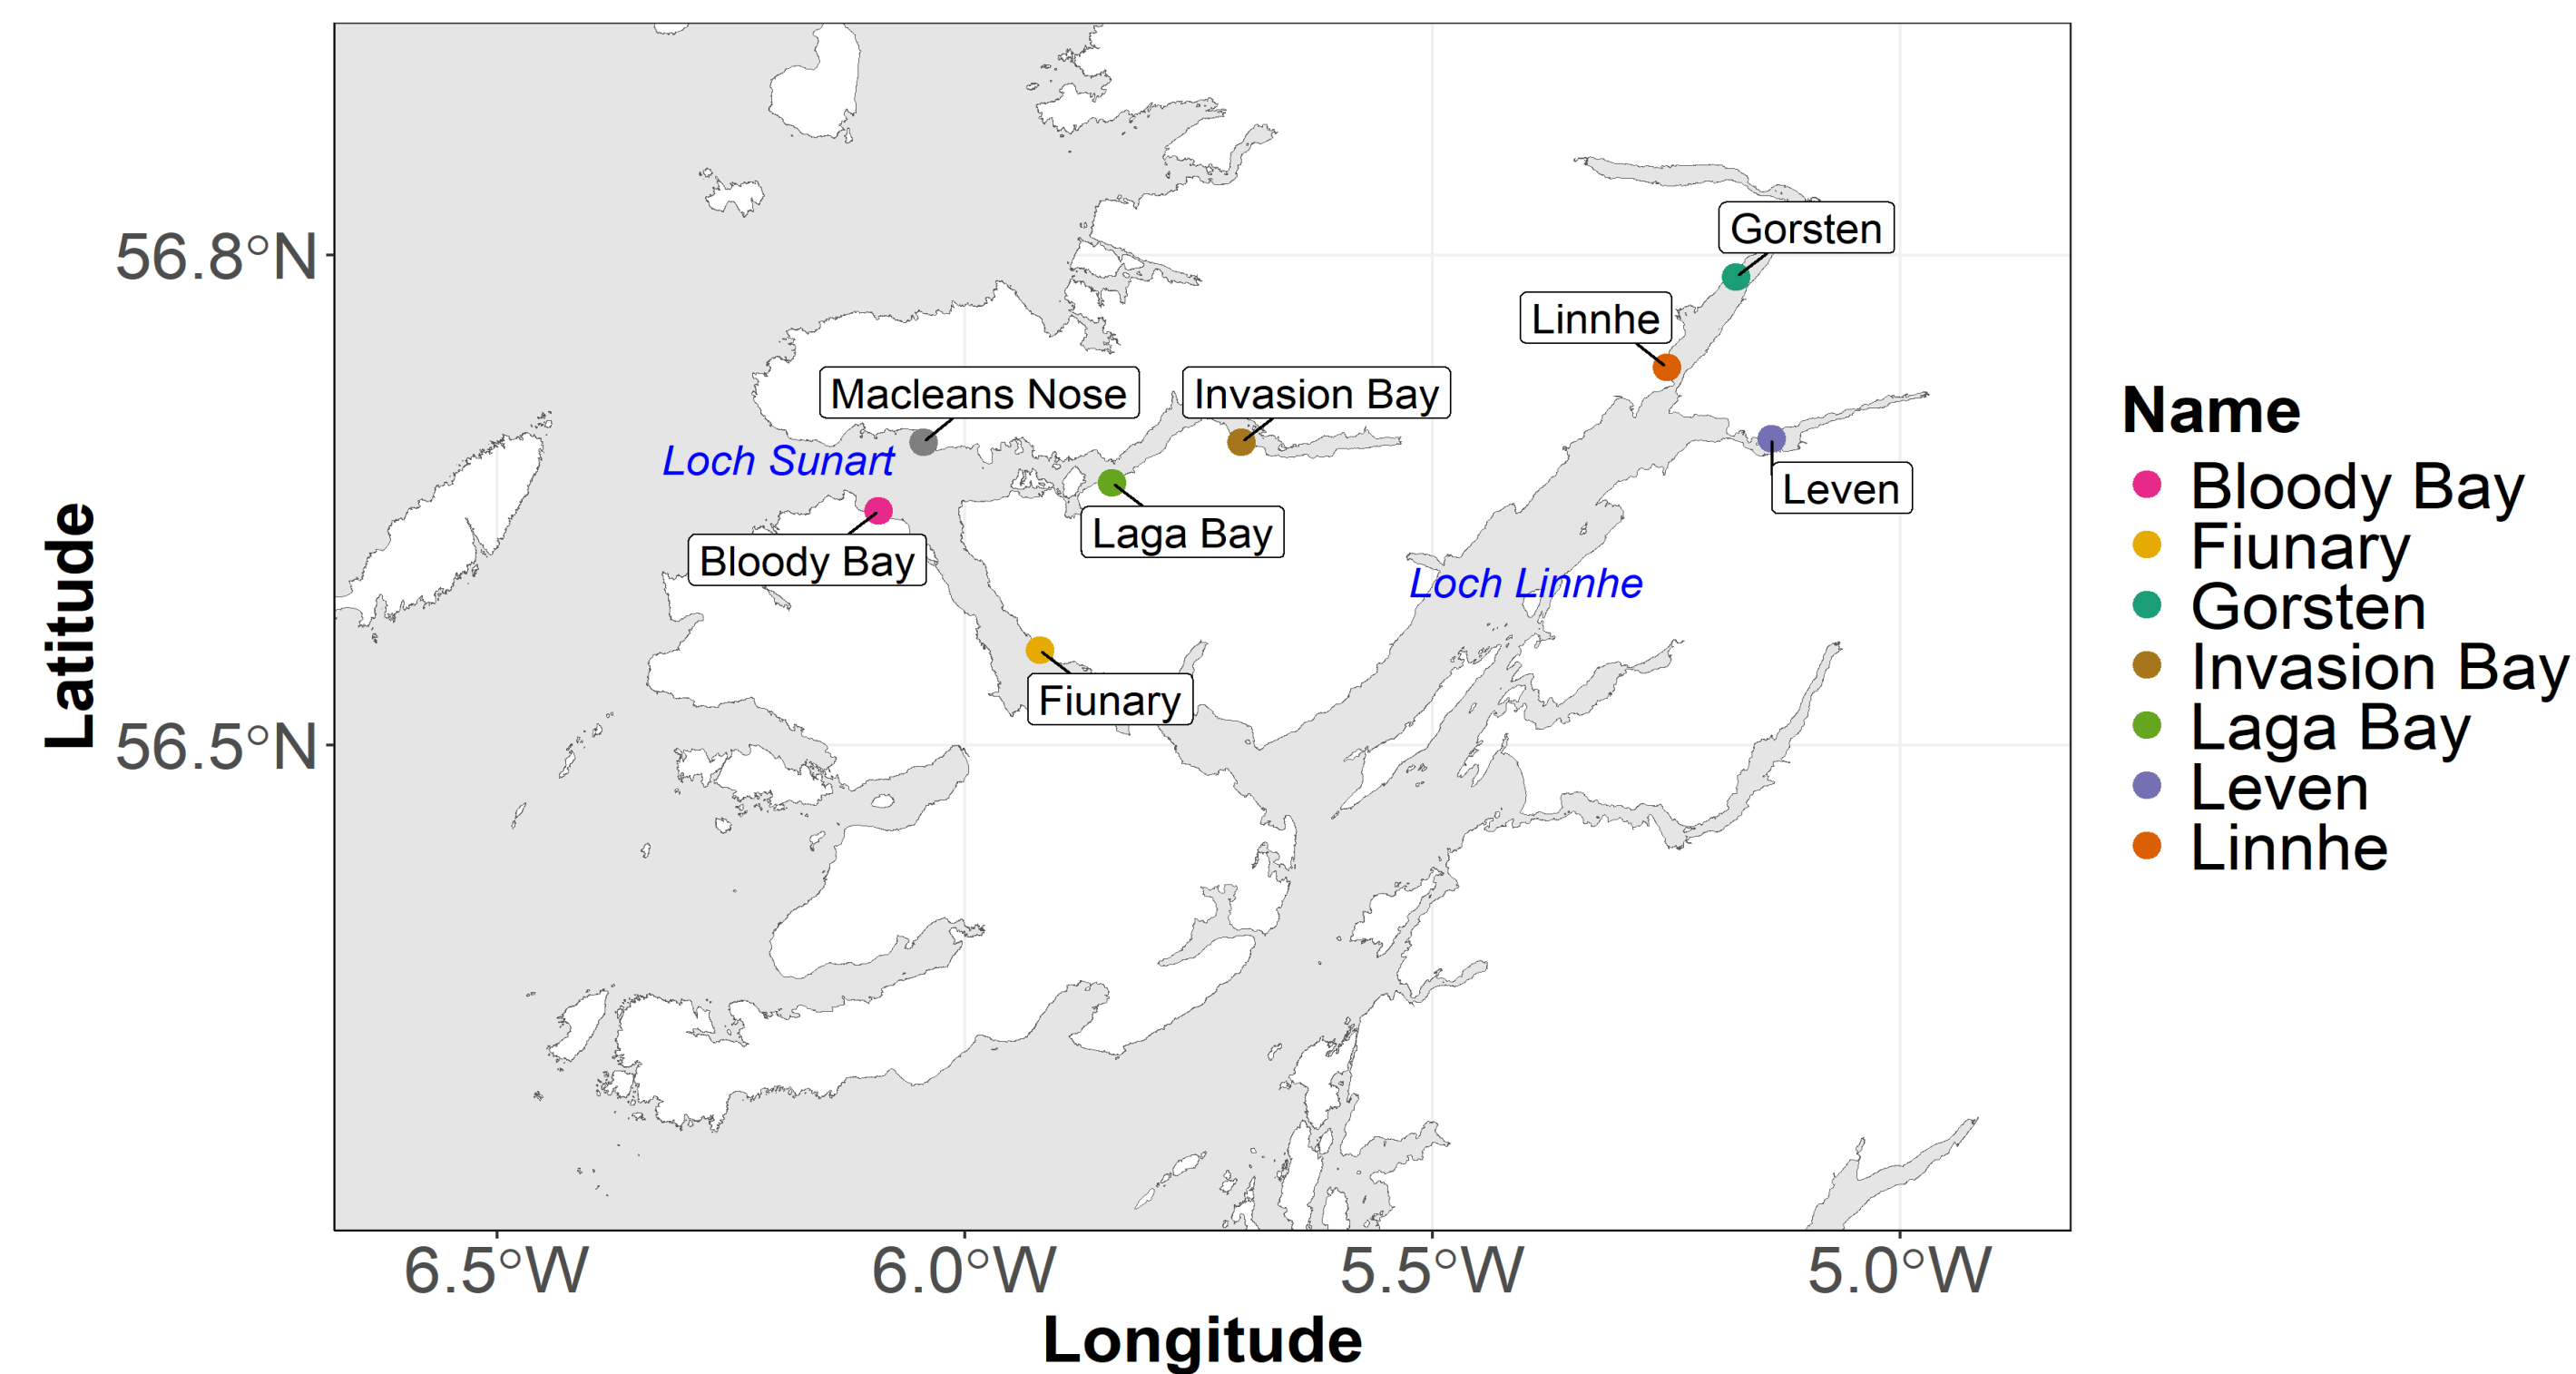 Gorsten
56.8°N
Linnhe
Macleans Nose
Invasion Bay
Loch Sunart
Leven
Laga Bay
Bloody Bay
Loch Linnhe
Fiunary
56.5°N
Latitude
6.5°W
6.0°W
5.5°W
5.0°W
Longitude
Name
Bloody Bay
Fiunary
Gorsten
Invasion Bay
Laga Bay
Leven
Linnhe